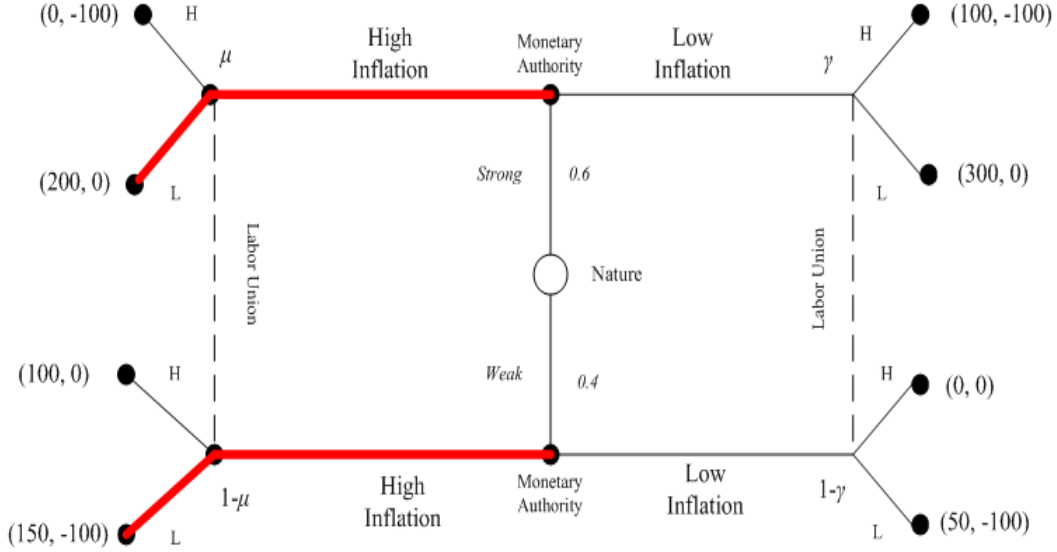 (0, -100)
H
μ
High
Inflation
Monetary
Authority
Low
Inflation
γ
H
(100, -100)
(200, 0)
L
Strong
0.6
L
(300, 0)
Labor Union
Nature
Labor Union
(100, 0)
H
Weak
0.4
H
(0, 0)
1-μ
High
Inflation
Monetary
Authority
Low
Inflation
1-γ
(150, -100)
L
L
(50, -100)